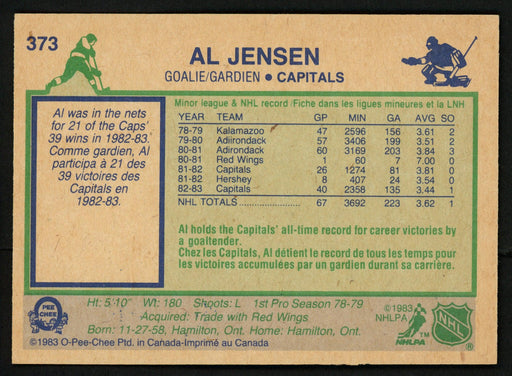 373
AL JENSEN
GOALIE/GARDIEN • CAPITALS
Al was in the nets
for 21 of the Caps'
39 wins in 1982-83.
Comme gardien, Al
participa à 21 des
39 victoires des
Capitals en
1982-83.
Minor league & NHL record/Fiche dans les ligues mineures et la LNH
YEAR TEAM GP MIN GA AVG SO
78-79 Kalamazoo 47 2596 156 3.61 2
79-80 Adiirondack 57 3406 199 3.51 2
80-81 Adirondack 60 3169 203 3.84 3
80-81 Red Wings 1 60 7 7.00 0
81-82 Capitals 26 1274 81 3.81 0
81-82 Hershey 8 407 24 3.54 0
82-83 Capitals 40 2358 135 3.44 1
NHL TOTALS 67 3692 223 3.62 1
Al holds the Capitals' all-time record for career victories by
a goaltender.
Chez les Capitals, Al détient le record de tous les temps pour
les victoires accumulées par un gardien durant sa carrière.
O PEE CHEE
Ht: 5'10" Wt: 180 Shoots: L 1st Pro Season 78-79
Acquired: Trade with Red Wings
Born: 11-27-58, Hamilton, Ont. Home: Hamilton, Ont.
©1983
NHLPA
NHLPA
NHL
®
©1983 O-Pee-Chee Ptd. in Canada-Imprimé au Canada